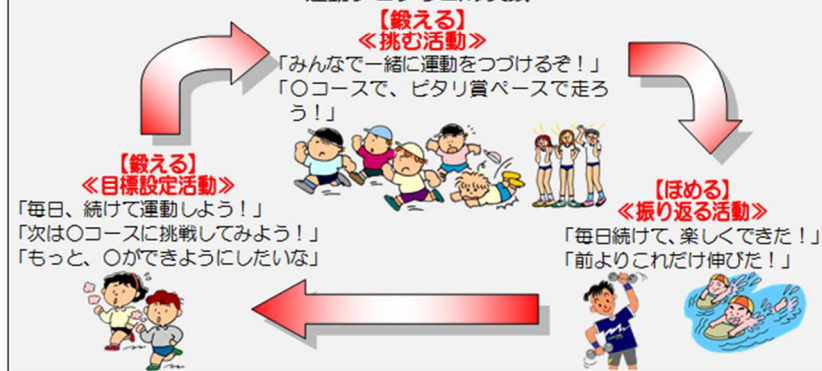 【鍛える】
≪挑む活動≫
「みんなで一緒に運動をつづけるぞ！」
「〇コースで、ピタリ賞ペースで走ろ
う！」
【鍛える】
≪目標設定活動≫
「毎日、続けて運動しよう！」
「次は〇コースに挑戦してみよう！」
「もっと、〇ができようにしたいな」
【ほめる】
≪振り返る活動≫
「毎日続けて、楽しくできた！」
「前よりこれだけ伸びた！」